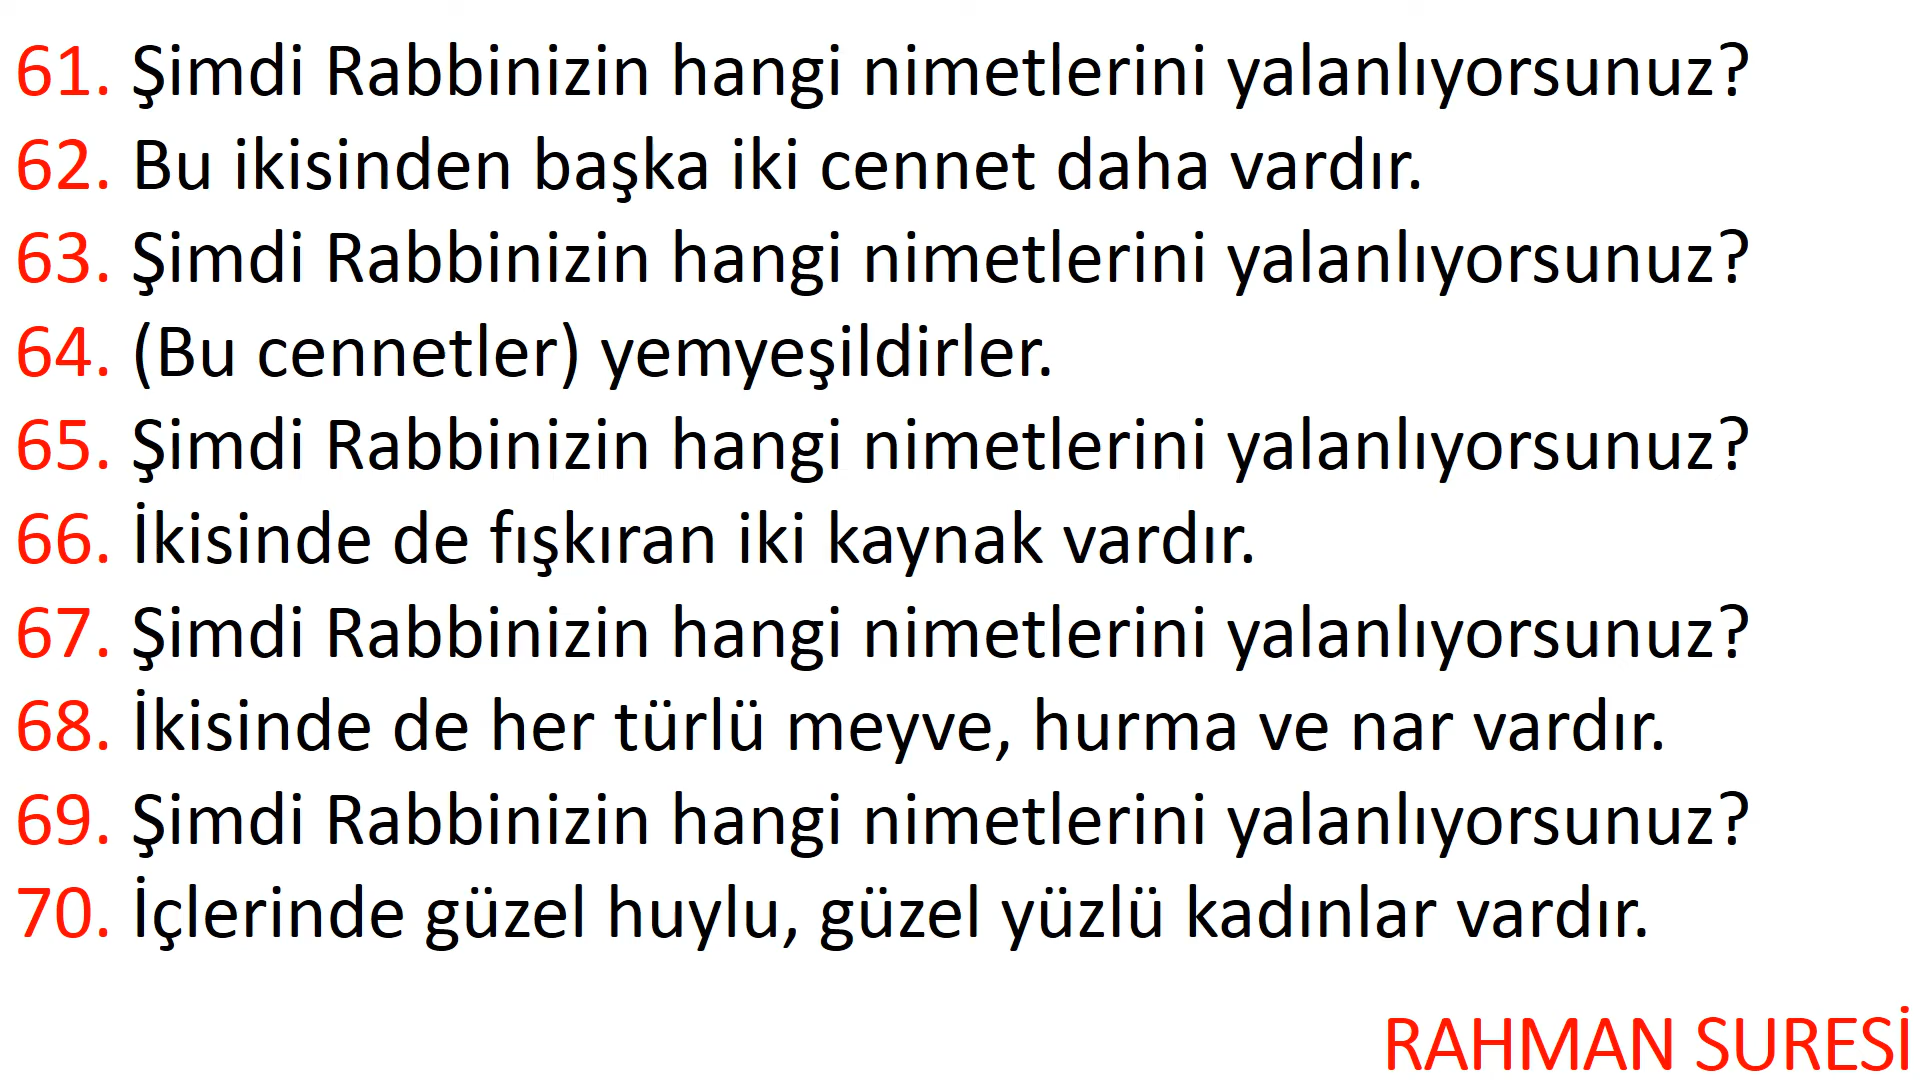 61. Şimdi Rabbinizin hangi nimetlerini yalanlıyorsunuz?
62. Bu ikisinden başka iki cennet daha vardır.
63. Şimdi Rabbinizin hangi nimetlerini yalanlıyorsunuz?
64. (Bu cennetler) yemyeşildirler.
65. Şimdi Rabbinizin hangi nimetlerini yalanlıyorsunuz?
66. İkisinde de fışkıran iki kaynak vardır.
67. Şimdi Rabbinizin hangi nimetlerini yalanlıyorsunuz?
68. İkisinde de her türlü meyve, hurma ve nar vardır.
69. Şimdi Rabbinizin hangi nimetlerini yalanlıyorsunuz?
70. İçlerinde güzel huylu, güzel yüzlü kadınlar vardır.
RAHMAN SURESİ